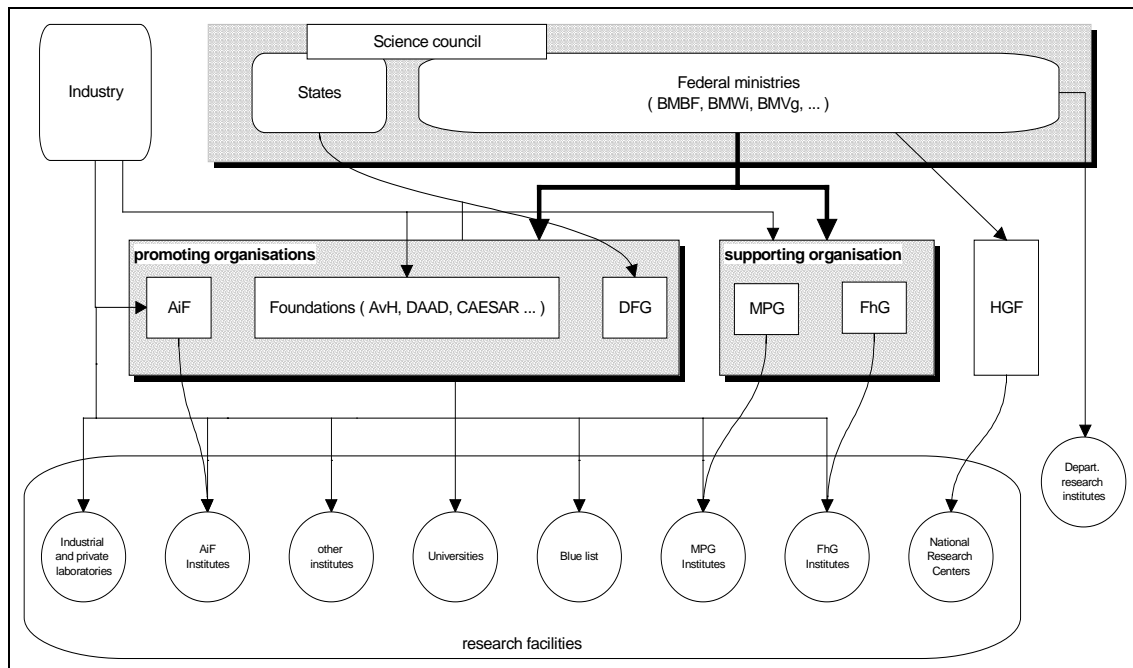 Science council
Industry
States
Federal ministries
( BMBF, BMWi, BMVg, ... )
promoting organisations
supporting organisation
AiF
Foundations ( AvH, DAAD, CAESAR ... )
DFG
MPG
FhG
HGF
Depart.
research
institutes
Industrial
and private
laboratories
AiF
Institutes
other
institutes
Universities
Blue list
MPG
Institutes
FhG
Institutes
National
Research
Centers
research facilities